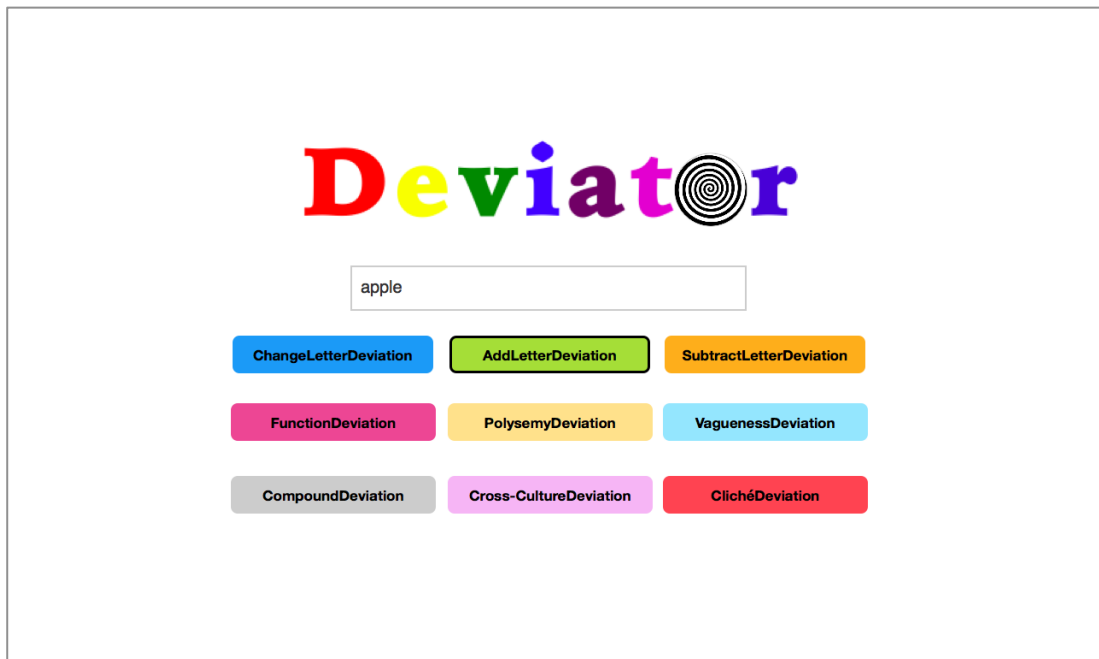 Deviator
apple
ChangeLetterDeviation AddLetterDeviation SubtractLetterDeviation
FunctionDeviation PolysemyDeviation VaguenessDeviation
CompoundDeviation Cross-CultureDeviation ClichéDeviation